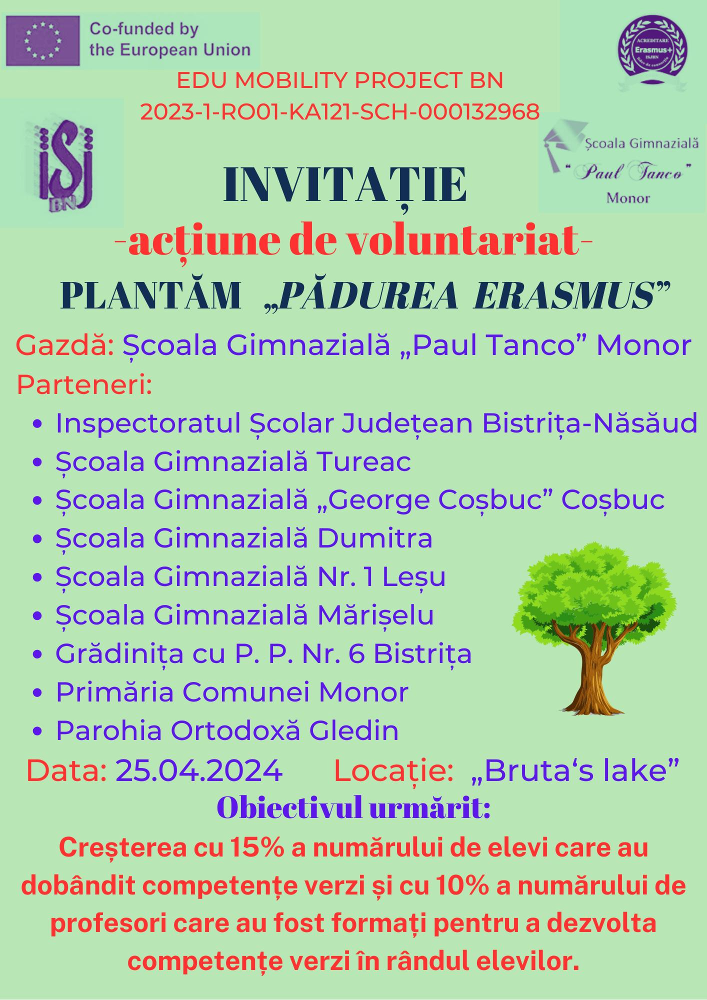 Co-funded by
the European Union
ACREDITARE
Erasmus+
ISJBN
lider de consorțiu
EDU MOBILITY PROJECT BN
2023-1-RO01-KA121-SCH-000132968
iSj
BN
Școala Gimnazială
“Paul Tanco”
Monor
INVITAȚIE
-acțiune de voluntariat-
PLANTĂM „PĂDUREA ERASMUS”
Gazdă: Școala Gimnazială „Paul Tanco” Monor
Parteneri:
• Inspectoratul Școlar Județean Bistrița-Năsăud
• Școala Gimnazială Tureac
• Școala Gimnazială „George Coșbuc” Coșbuc
• Școala Gimnazială Dumitra
• Școala Gimnazială Nr. 1 Leșu
• Școala Gimnazială Mărișelu
• Grădinița cu P. P. Nr. 6 Bistrița
• Primăria Comunei Monor
• Parohia Ortodoxă Gledin
Data: 25.04.2024 Locație: „Bruta‘s lake”
Obiectivul urmărit:
Creșterea cu 15% a numărului de elevi care au
dobândit competențe verzi și cu 10% a numărului de
profesori care au fost formați pentru a dezvolta
competențe verzi în rândul elevilor.